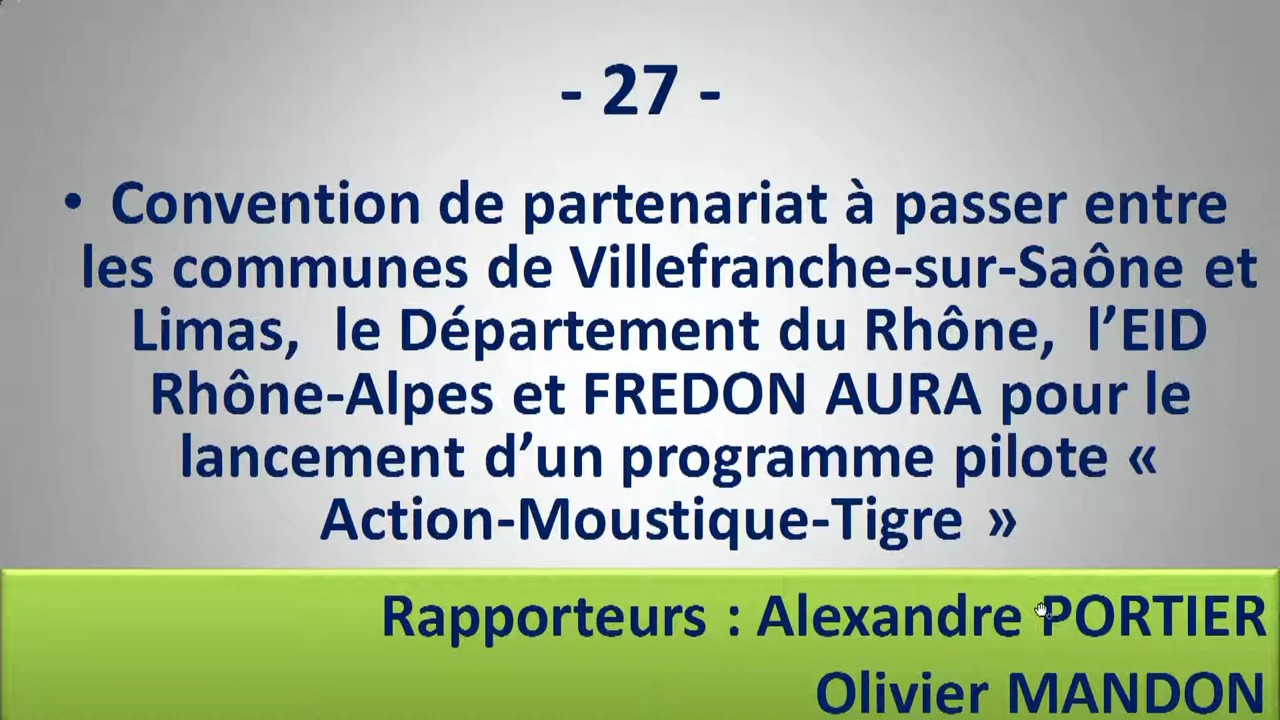 - 27 -
• Convention de partenariat à passer entre
les communes de Villefranche-sur-Saône et
Limas, le Département du Rhône, l’EID
Rhône-Alpes et FREDON AURA pour le
lancement d’un programme pilote «
Action-Moustique-Tigre »
Rapporteurs : Alexandre PORTIER
Olivier MANDON